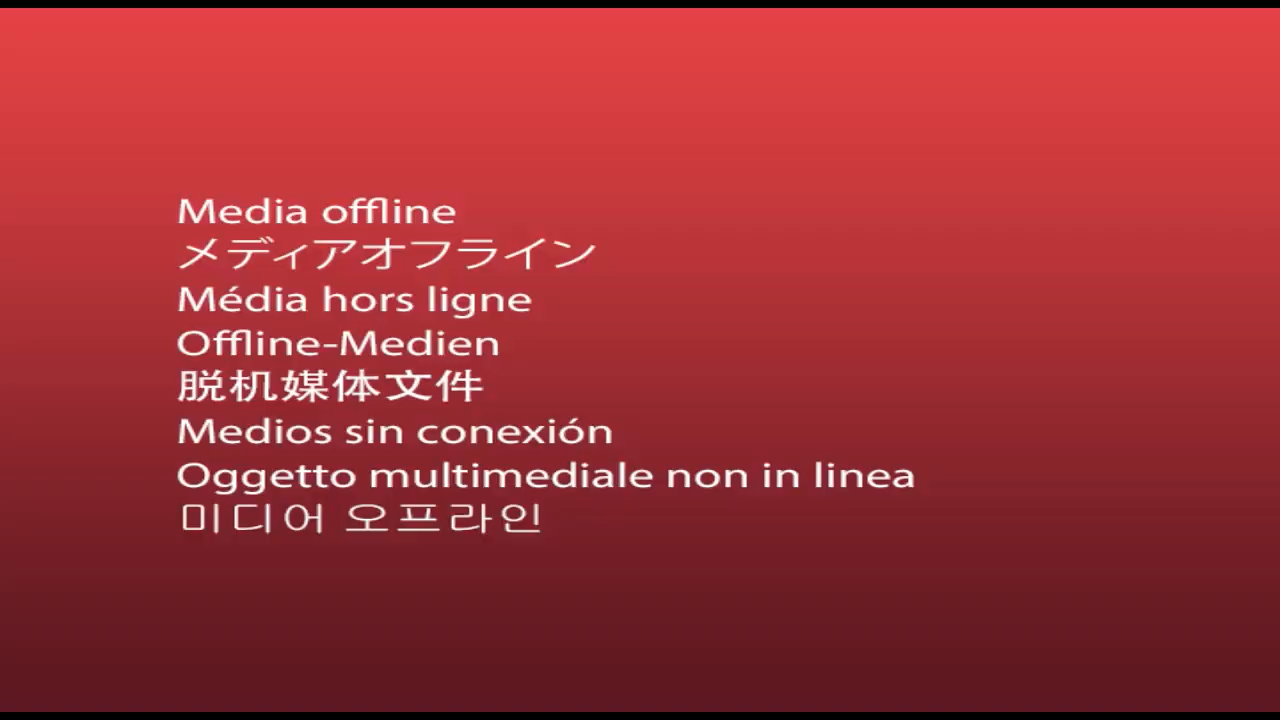 Media offline
メディアオフライン
Média hors ligne
Offline-Medien
脱机媒体文件
Medios sin conexión
Oggetto multimediale non in linea
미디어 오프라인